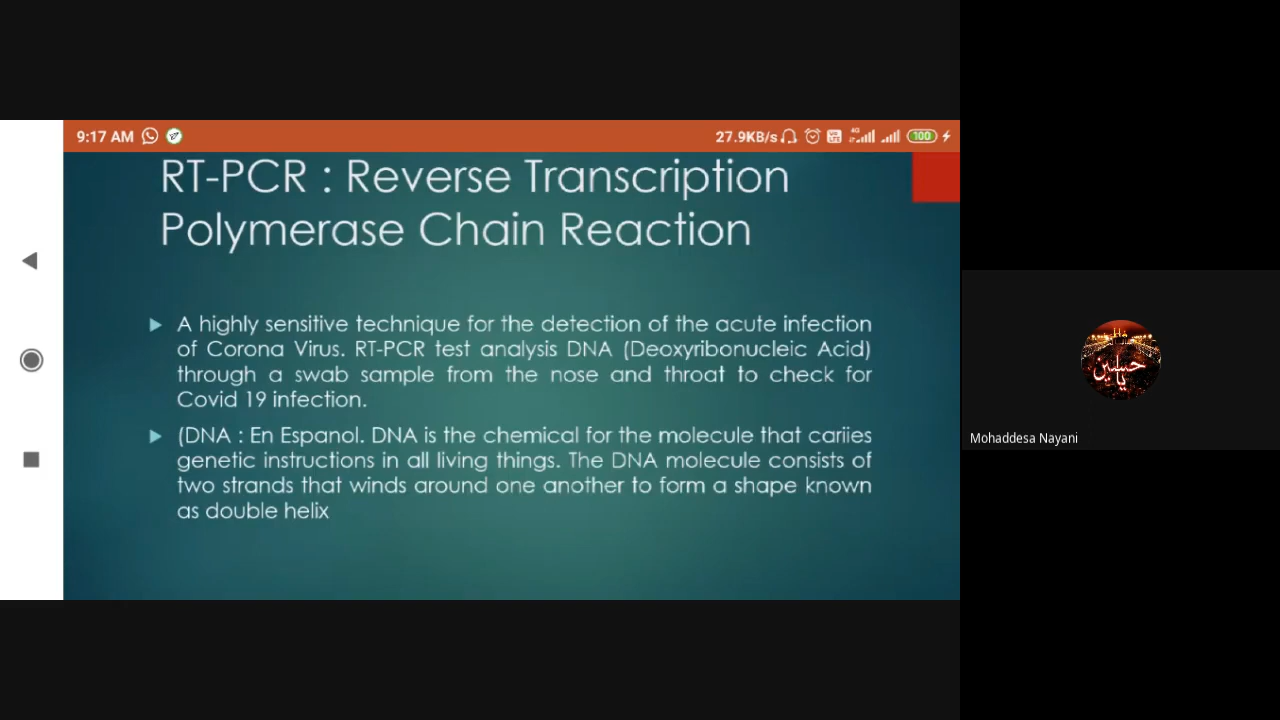 9:17 AM
27.9KB/s
4G
100
RT-PCR : Reverse Transcription
Polymerase Chain Reaction
A highly sensitive technique for the detection of the acute infection
of Corona Virus. RT-PCR test analysis DNA (Deoxyribonucleic Acid)
through a swab sample from the nose and throat to check for
Covid 19 infection.
(DNA : En Espanol. DNA is the chemical for the molecule that cariies
genetic instructions in all living things. The DNA molecule consists of
two strands that winds around one another to form a shape known
as double helix
يا حسين
Mohaddesa Nayani